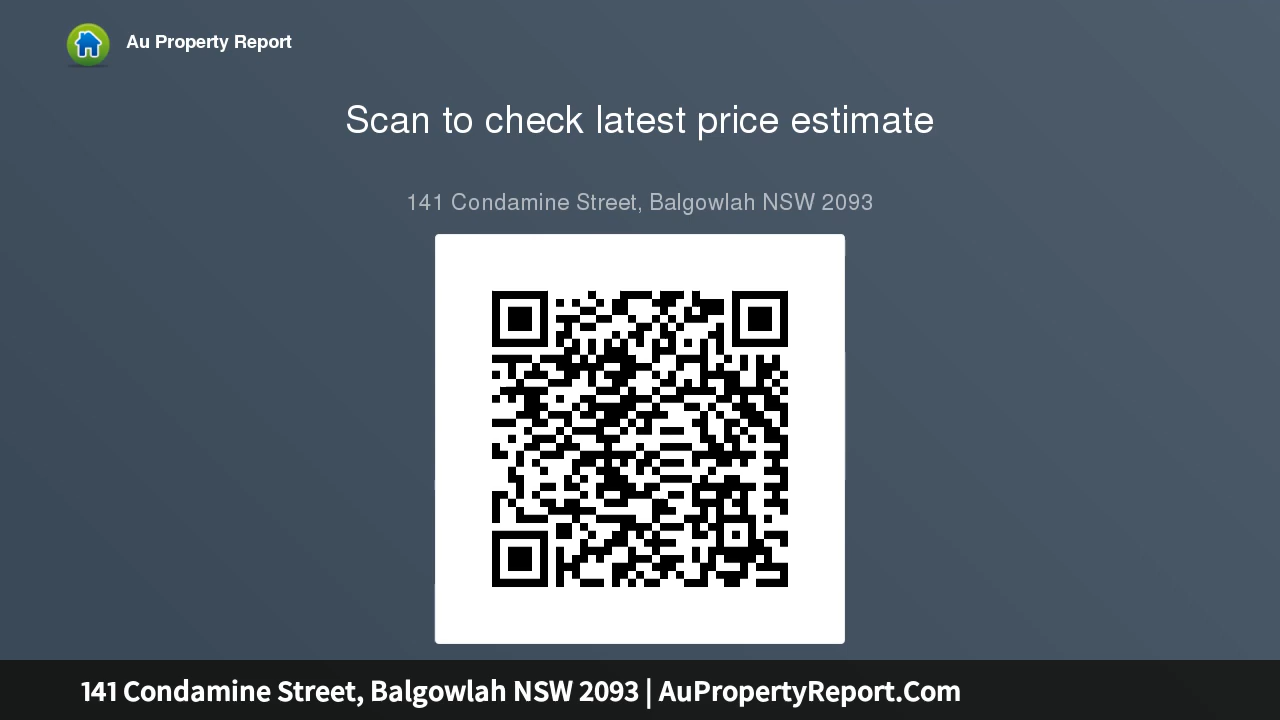 Au Property Report
Scan to check latest price estimate
141 Condamine Street, Balgowlah NSW 2093
141 Condamine Street, Balgowlah NSW 2093 | AuPropertyReport.Com